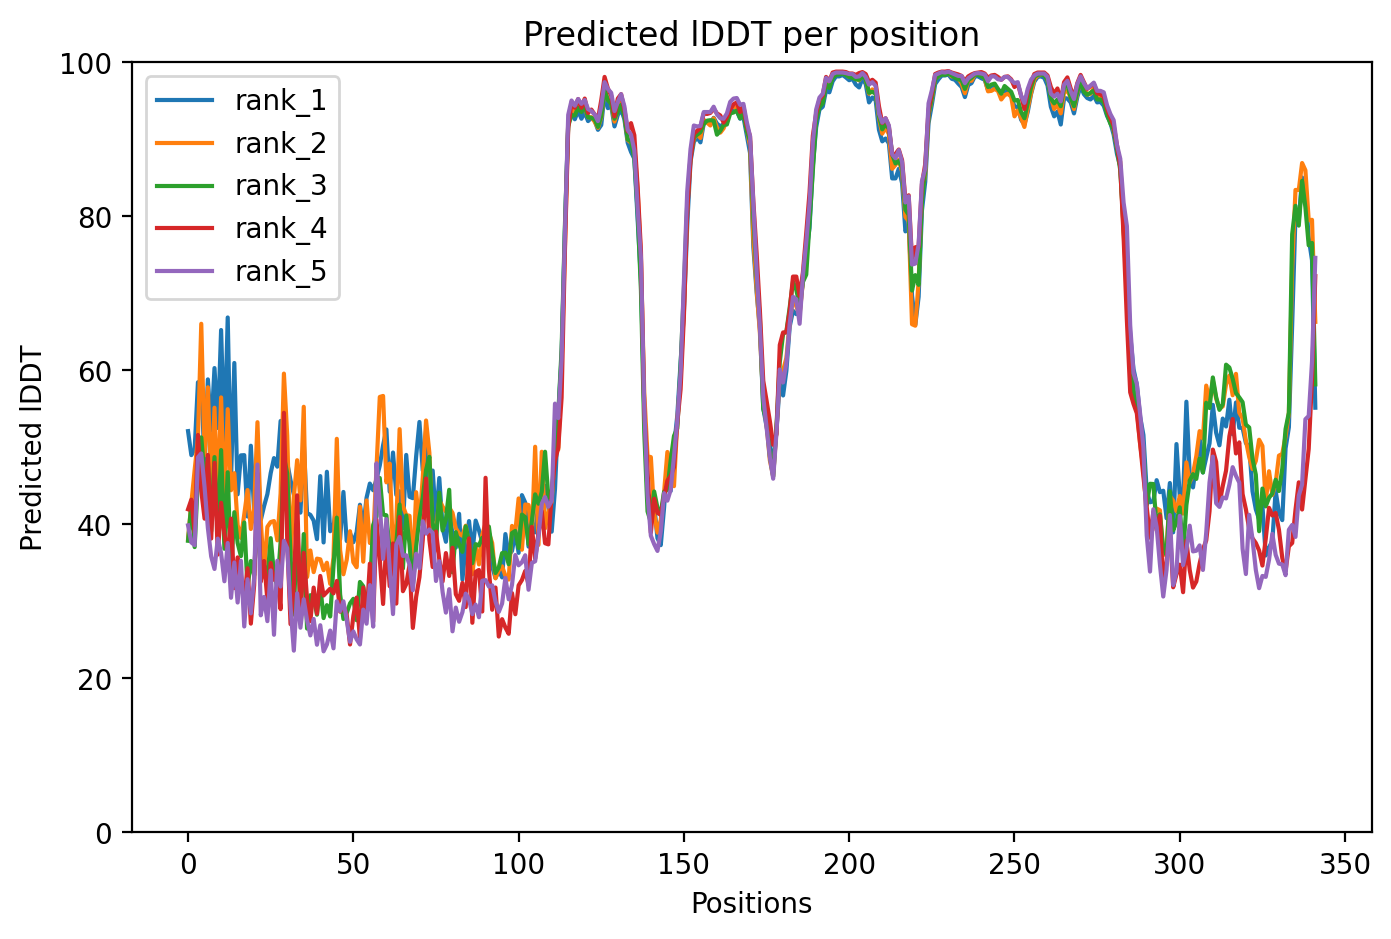 Predicted lDDT per position
100
80
60
40
20
0
Predicted lDDT
rank_1
rank_2
rank_3
rank_4
rank_5
0 50 100 150 200 250 300 350
Positions